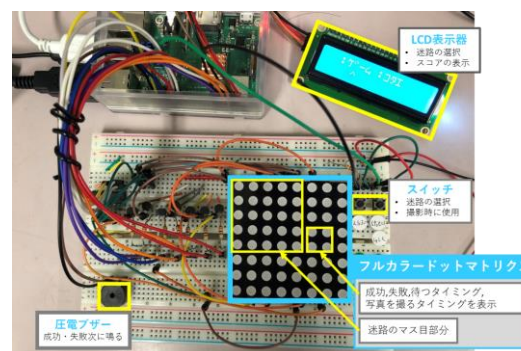 LCD表示器
• 迷路の選択
• スコアの表示
スイッチ
• 迷路の選択
• 撮影時に使用
フルカラードットマトリクス
成功,失敗,待つタイミング,
写真を撮るタイミングを表示
迷路のマス目部分
圧電ブザー
成功・失敗次に鳴る